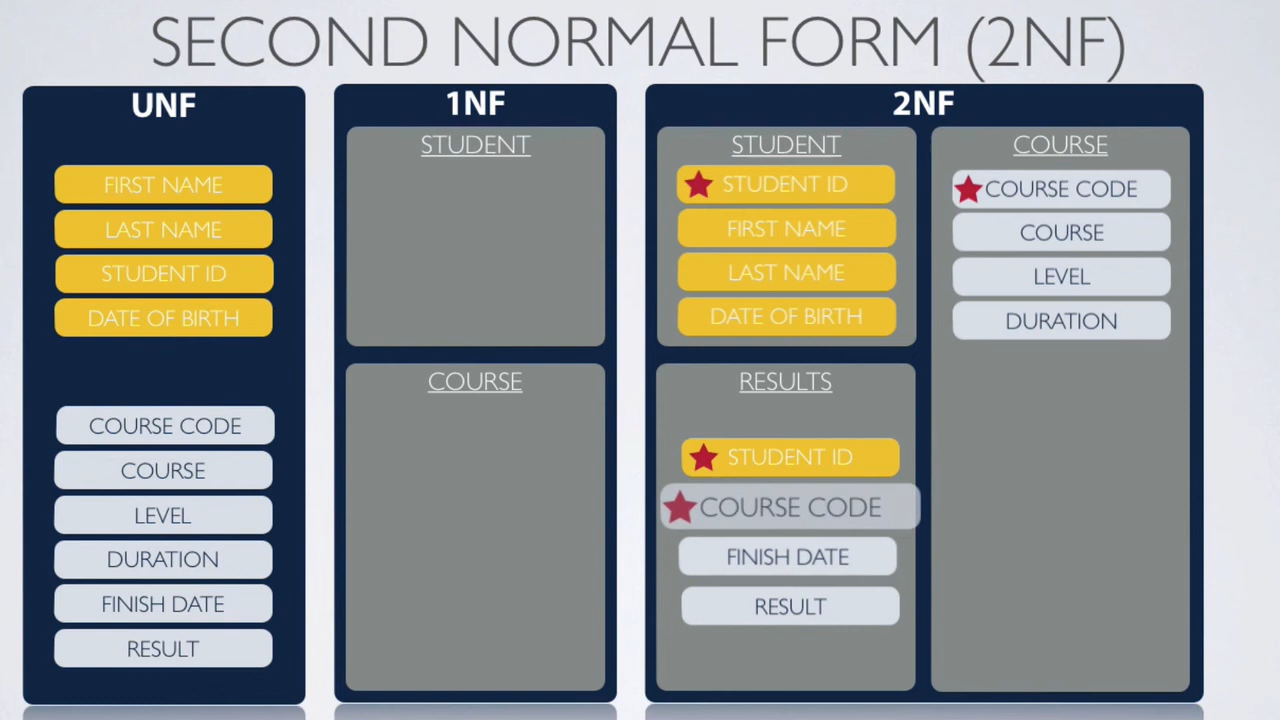 SECOND NORMAL FORM (2NF)
UNF
FIRST NAME
LAST NAME
STUDENT ID
DATE OF BIRTH
COURSE CODE
COURSE
LEVEL
DURATION
FINISH DATE
RESULT
1NF
STUDENT
COURSE
2NF
STUDENT
STUDENT ID
FIRST NAME
LAST NAME
DATE OF BIRTH
RESULTS
STUDENT ID
COURSE CODE
FINISH DATE
RESULT
COURSE
COURSE CODE
COURSE
LEVEL
DURATION